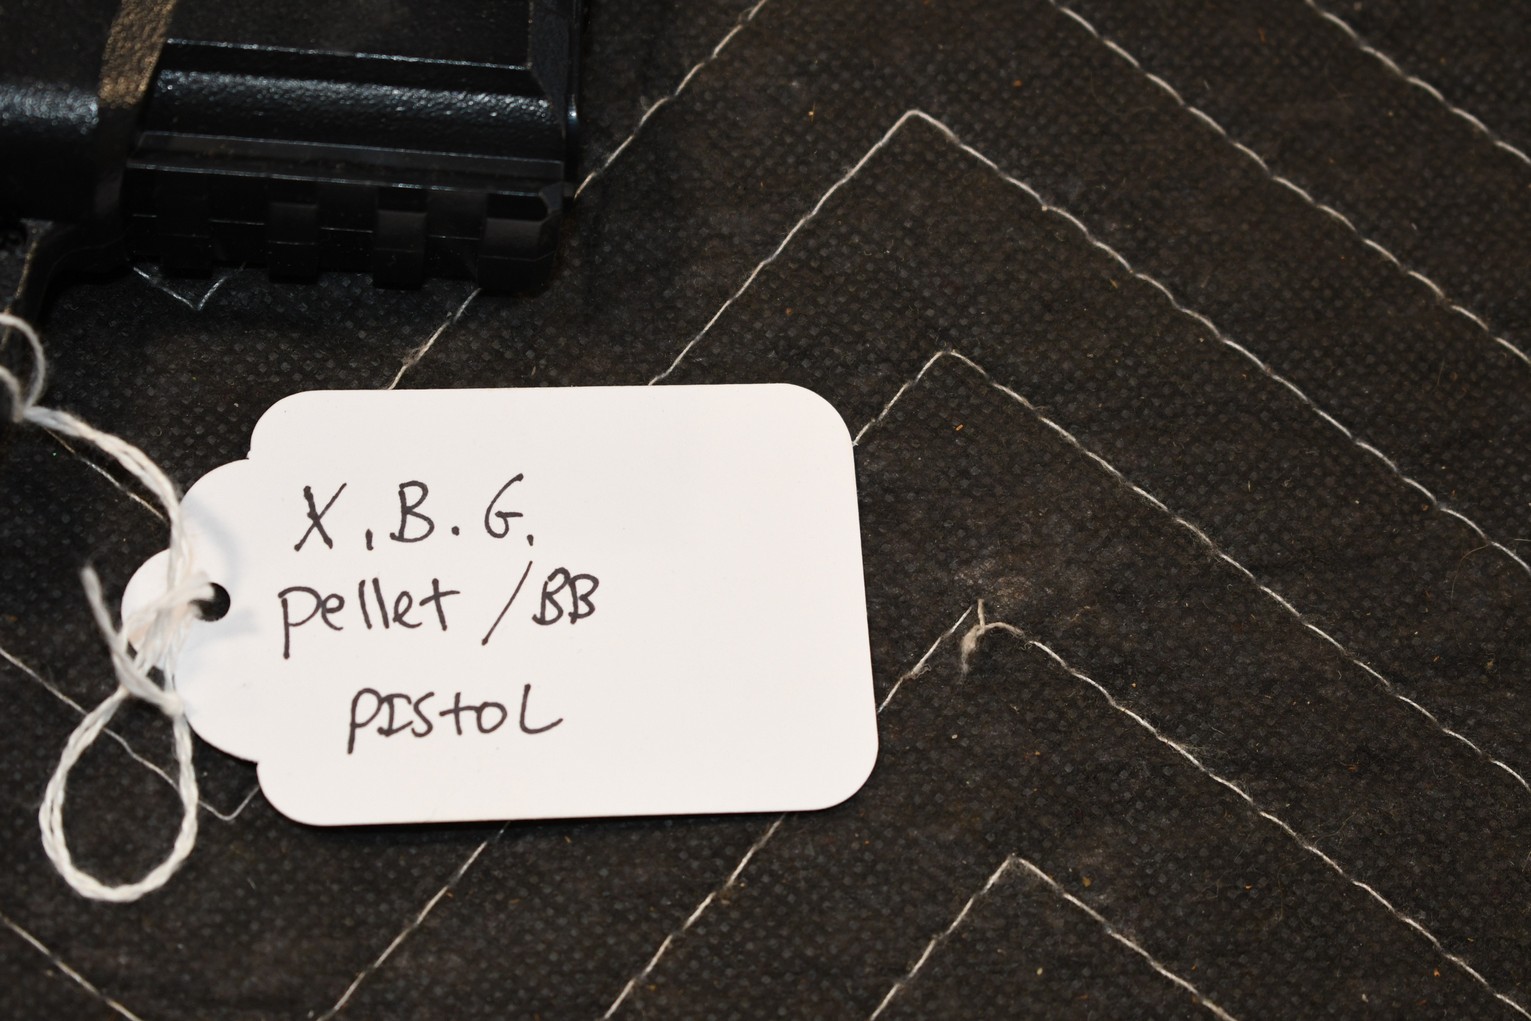 X.B.G.
pellet / BB
PIstoL